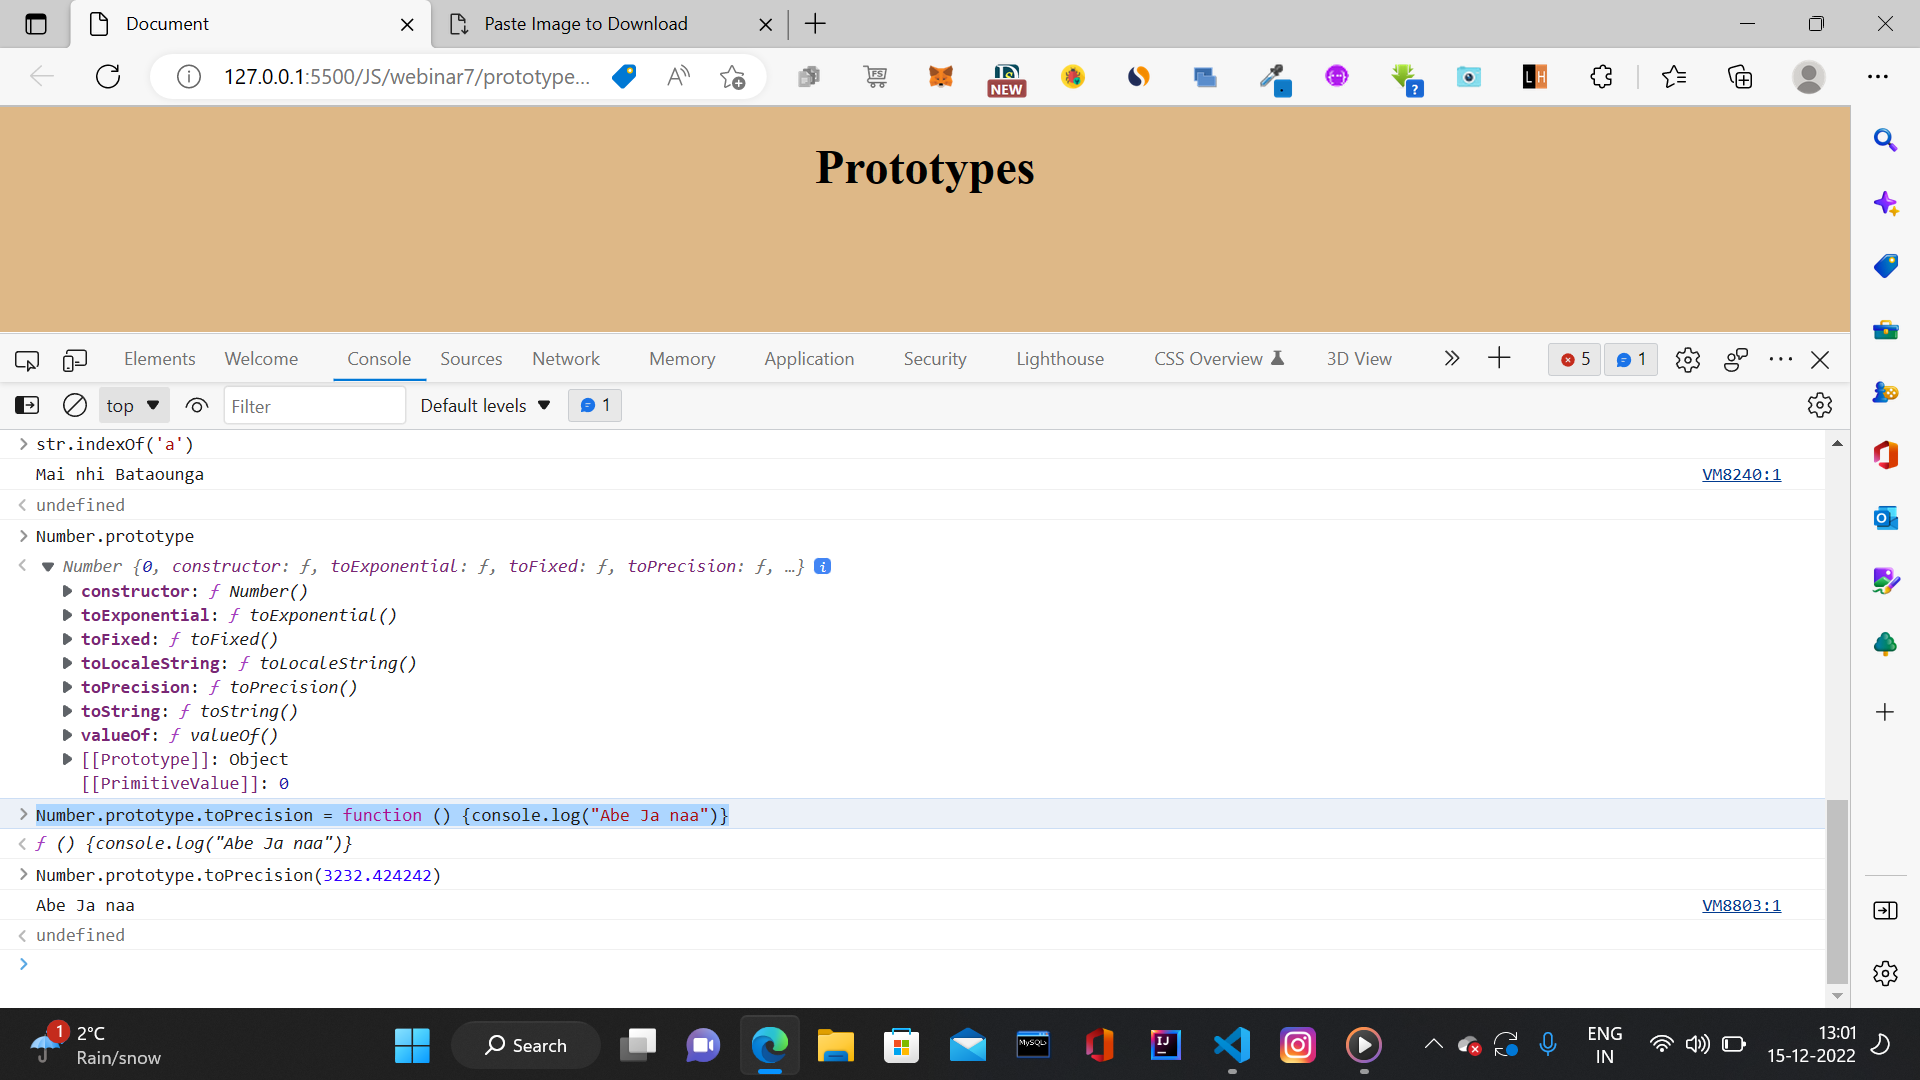 Document
Paste Image to Download
127.0.0.1:5500/JS/webinar7/prototype...
NEW
Prototypes
Elements Welcome Console Sources Network Memory Application Security Lighthouse CSS Overview 3D View 5 1
top Filter Default levels 1
str.indexOf('a')
Mai nhi Bataounga VM8240:1
undefined
Number.prototype
Number {0, constructor: ƒ, toExponential: ƒ, toFixed: ƒ, toPrecision: ƒ, …} i
constructor: ƒ Number()
toExponential: ƒ toExponential()
toFixed: ƒ toFixed()
toLocaleString: ƒ toLocaleString()
toPrecision: ƒ toPrecision()
toString: ƒ toString()
valueOf: ƒ valueOf()
[[Prototype]]: Object
[[PrimitiveValue]]: 0
Number.prototype.toPrecision = function () {console.log("Abe Ja naa")}
ƒ () {console.log("Abe Ja naa")}
Number.prototype.toPrecision(3232.424242)
Abe Ja naa VM8803:1
undefined
1
2°C
Rain/snow
Search
ENG
IN
13:01
15-12-2022